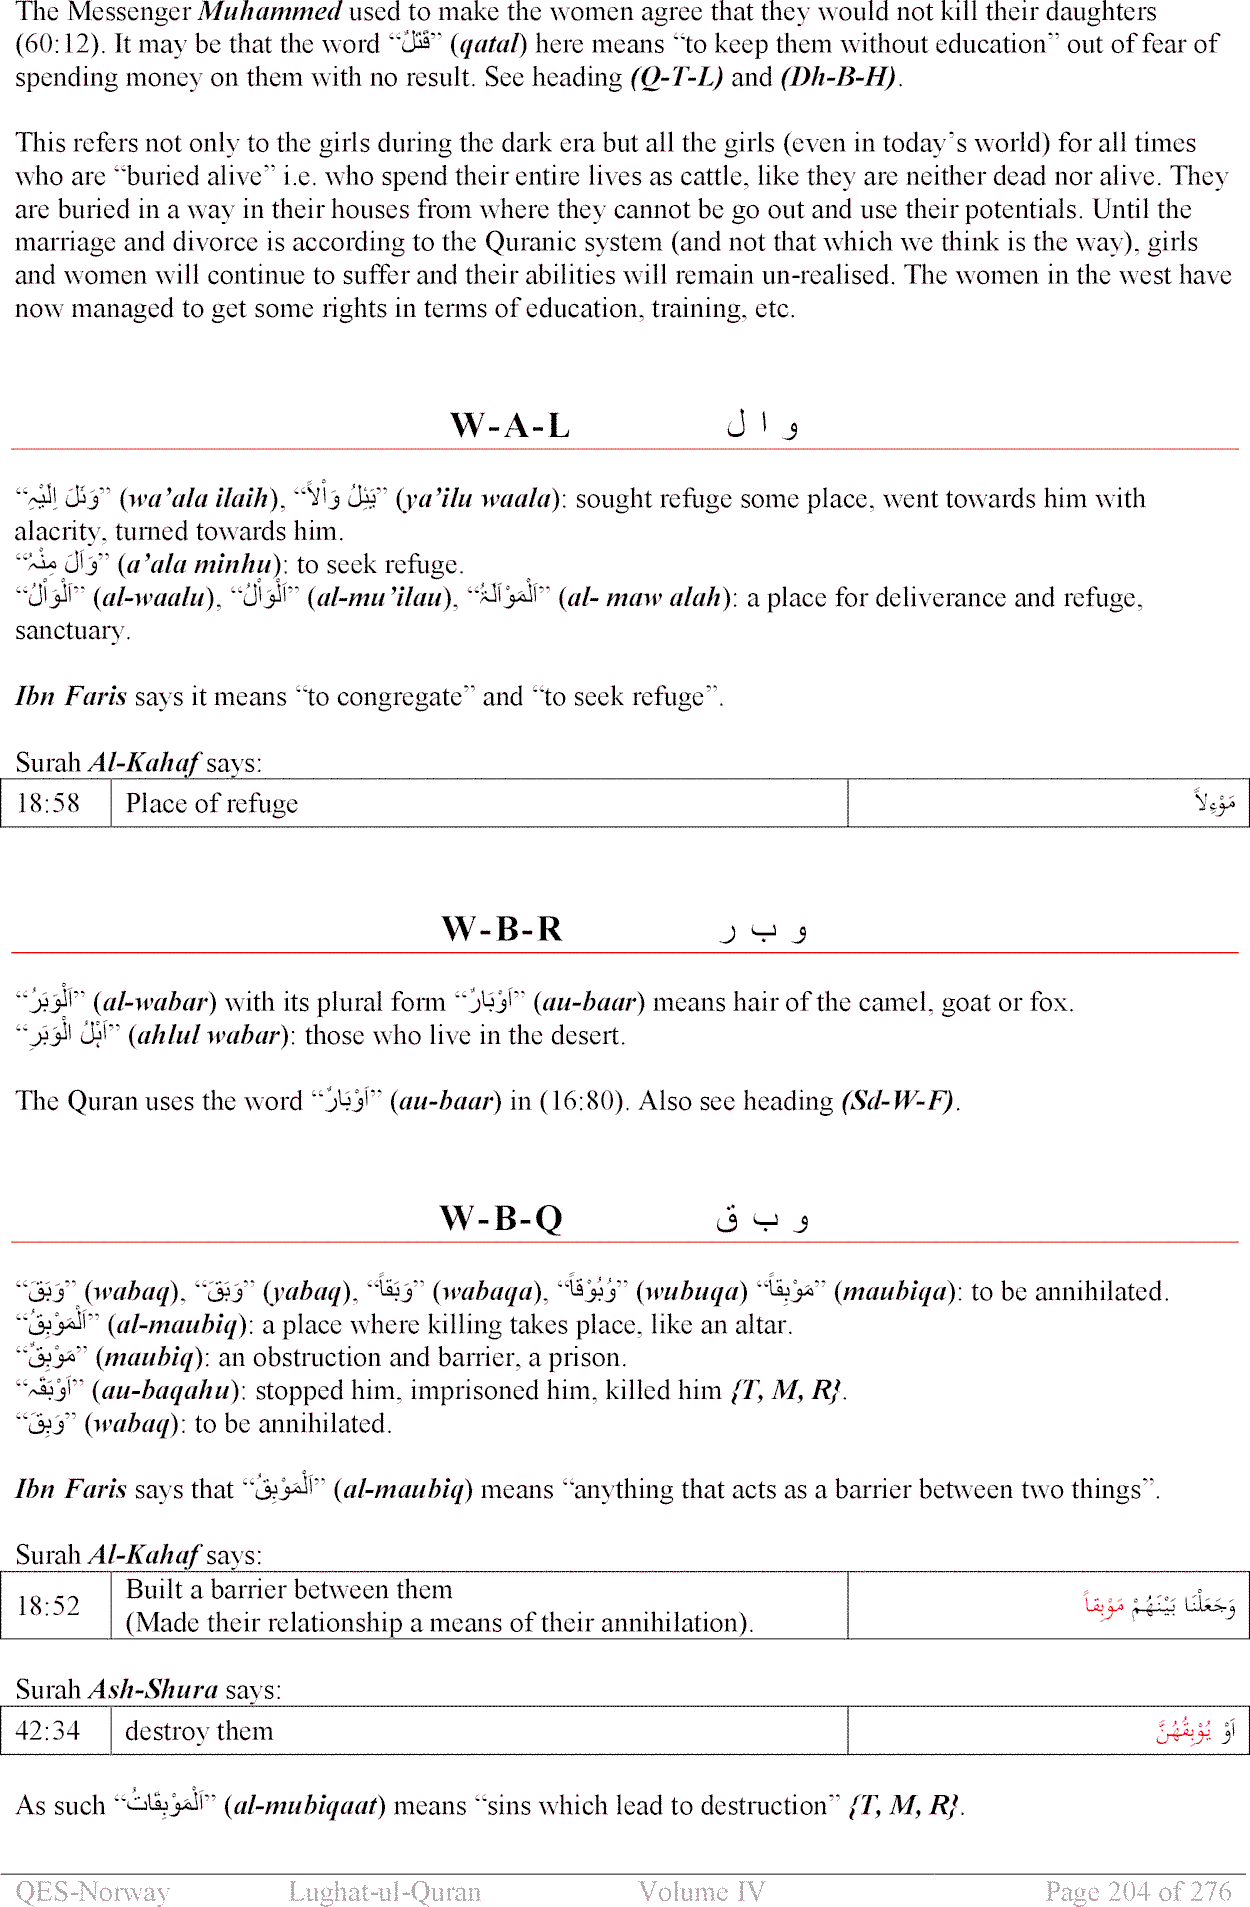 The Messenger Muhammed used to make the women agree that they would not kill their daughters
(60:12). It may be that the word “قَتَلٌ” (qatal) here means “to keep them without education” out of fear of
spending money on them with no result. See heading (Q-T-L) and (Dh-B-H).
This refers not only to the girls during the dark era but all the girls (even in today’s world) for all times
who are “buried alive” i.e. who spend their entire lives as cattle, like they are neither dead nor alive. They
are buried in a way in their houses from where they cannot be go out and use their potentials. Until the
marriage and divorce is according to the Quranic system (and not that which we think is the way), girls
and women will continue to suffer and their abilities will remain un-realised. The women in the west have
now managed to get some rights in terms of education, training, etc.
W-A-L و ا ل
“وَئَلَ اِلَيْہِ” (wa’ala ilaih), “يَئِلُ وَأْلاً” (ya’ilu waala): sought refuge some place, went towards him with
alacrity, turned towards him.
“وَاَلَ مِنْہُ” (a’ala minhu): to seek refuge.
“اَلْوَأْلُ” (al-waalu), “اَلْوَأْلُ” (al-mu’ilau), “اَلْمَوْاَلَۃُ” (al- maw alah): a place for deliverance and refuge,
sanctuary.
Ibn Faris says it means “to congregate” and “to seek refuge”.
Surah Al-Kahaf says:
18:58 Place of refuge مَوْءِلاً
W-B-R و ب ر
“اَلْوَبَرُ” (al-wabar) with its plural form “اَوْبَارٌ” (au-baar) means hair of the camel, goat or fox.
“اَہْلُ الْوَبَرِ” (ahlul wabar): those who live in the desert.
The Quran uses the word “اَوْبَارٌ” (au-baar) in (16:80). Also see heading (Sd-W-F).
W-B-Q و ب ق
“وَبَقَ” (wabaq), “وَبَقَ” (yabaq), “وَبَقاً” (wabaqa), “وُبُوْقاً” (wubuqa) “مَوْبِقاً” (maubiqa): to be annihilated.
“اَلْمَوْبِقُ” (al-maubiq): a place where killing takes place, like an altar.
“مَوْبِقٌ” (maubiq): an obstruction and barrier, a prison.
“اَوْبَقَہ” (au-baqahu): stopped him, imprisoned him, killed him {T, M, R}.
“وَبِقَ” (wabaq): to be annihilated.
Ibn Faris says that “اَلْمَوْبِقُ” (al-maubiq) means “anything that acts as a barrier between two things”.
Surah Al-Kahaf says:
18:52 Built a barrier between them
(Made their relationship a means of their annihilation). وَجَعَلْنَا بَيْنَهُمْ مَوْبِقاً
Surah Ash-Shura says:
42:34 destroy them اَوْ يُوْبِقْهُنَّ
As such “اَلْمَوْبِقَاتُ” (al-mubiqaat) means “sins which lead to destruction” {T, M, R}.
QES-Norway Lughat-ul-Quran Volume IV Page 204 of 276